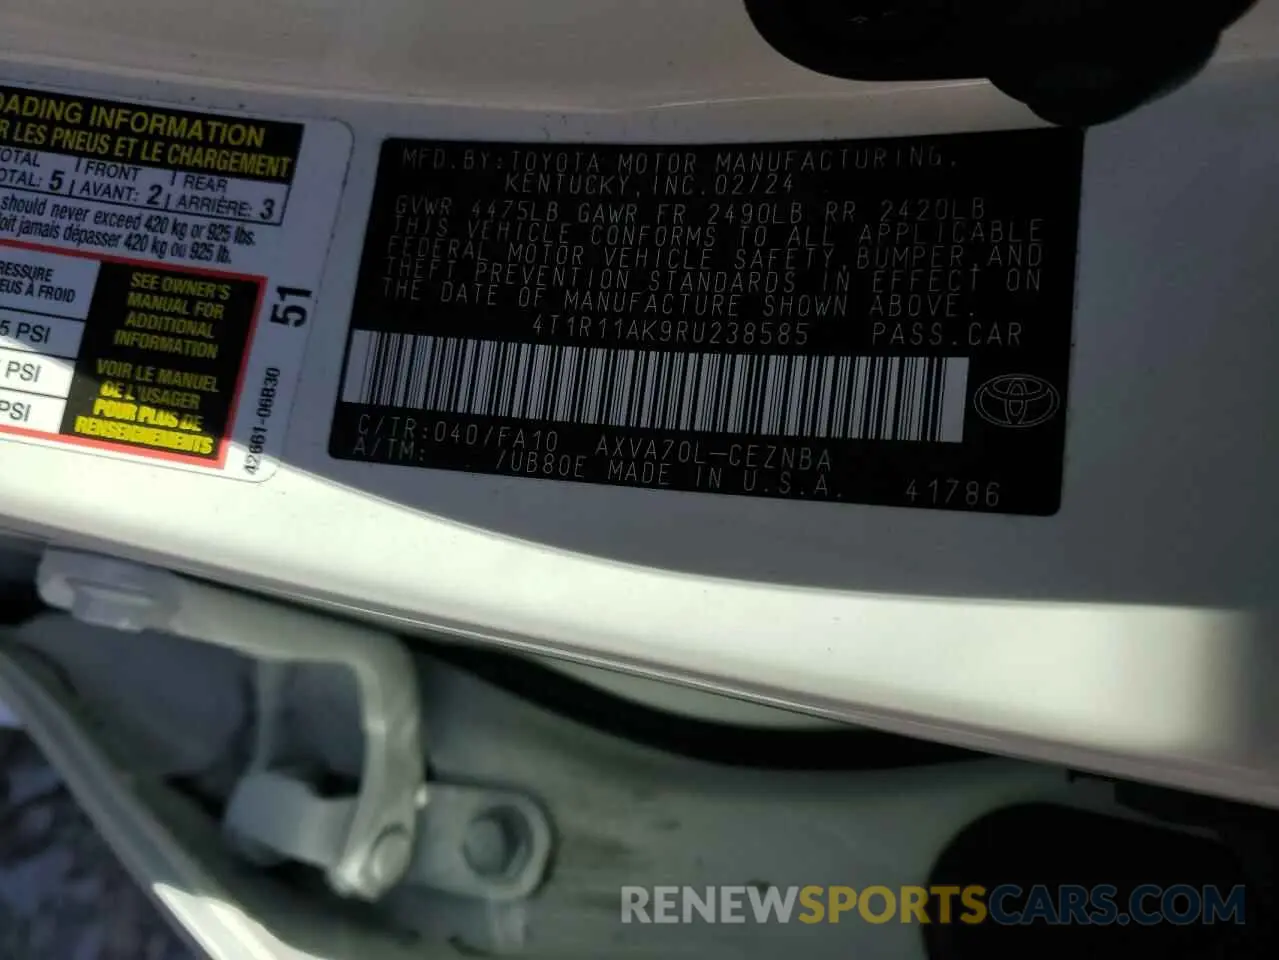 LOADING INFORMATION
R LES PNEUS ET LE CHARGEMENT
TOTAL FRONT REAR
TOTAL: 5 AVANT: 2 ARRIÈRE: 3
should never exceed 420 kg or 925 lbs.
doit jamais dépasser 420 kg ou 925 lb.
PRESSURE
EUS À FROID
5 PSI
PSI
PSI
SEE OWNER'S
MANUAL FOR
ADDITIONAL
INFORMATION
VOIR LE MANUEL
DE L'USAGER
POUR PLUS DE
RENSEIGNEMENTS
51
42661-06B30
MFD.BY:TOYOTA MOTOR MANUFACTURING,
KENTUCKY,INC.02/24
GVWR 4475LB GAWR FR 2490LB RR 2420LB
THIS VEHICLE CONFORMS TO ALL APPLICABLE
FEDERAL MOTOR VEHICLE SAFETY,BUMPER,AND
THEFT PREVENTION STANDARDS IN EFFECT ON
THE DATE OF MANUFACTURE SHOWN ABOVE.
4T1R11AK9RU238585 PASS.CAR
C/TR:040/FA10 AXVA70L-CEZNBA
A/TM: /UB80E MADE IN U.S.A. 41786
RENEWSPORTSCARS.COM